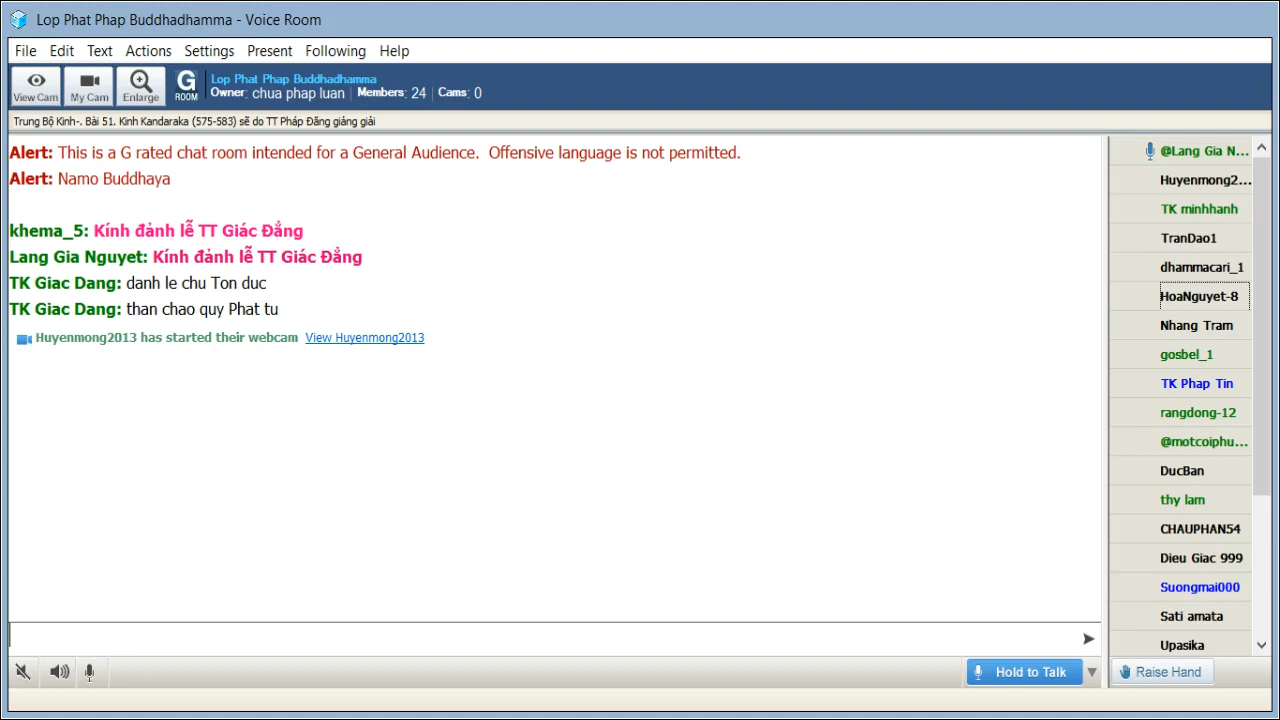 Lop Phat Phap Buddhadhamma - Voice Room
File Edit Text Actions Settings Present Following Help
View Cam My Cam Enlarge G ROOM
Lop Phat Phap Buddhadhamma
Owner: chua phap luan Members: 24 Cams: 0
Trung Bộ Kinh-. Bài 51. Kinh Kandaraka (575-583) sẽ do TT Pháp Đăng giảng giải
Alert: This is a G rated chat room intended for a General Audience. Offensive language is not permitted.
Alert: Namo Buddhaya
khema_5: Kính đảnh lễ TT Giác Đẳng
Lang Gia Nguyet: Kính đảnh lễ TT Giác Đẳng
TK Giac Dang: danh le chu Ton duc
TK Giac Dang: than chao quy Phat tu
Huyenmong2013 has started their webcam View Huyenmong2013
@Lang Gia N...
Huyenmong2...
TK minhhanh
TranDao1
dhammacari_1
HoaNguyet-8
Nhang Tram
gosbel_1
TK Phap Tin
rangdong-12
@motcoiphu...
DucBan
thy lam
CHAUPHAN54
Dieu Giac 999
Suongmai000
Sati amata
Upasika
Hold to Talk
Raise Hand